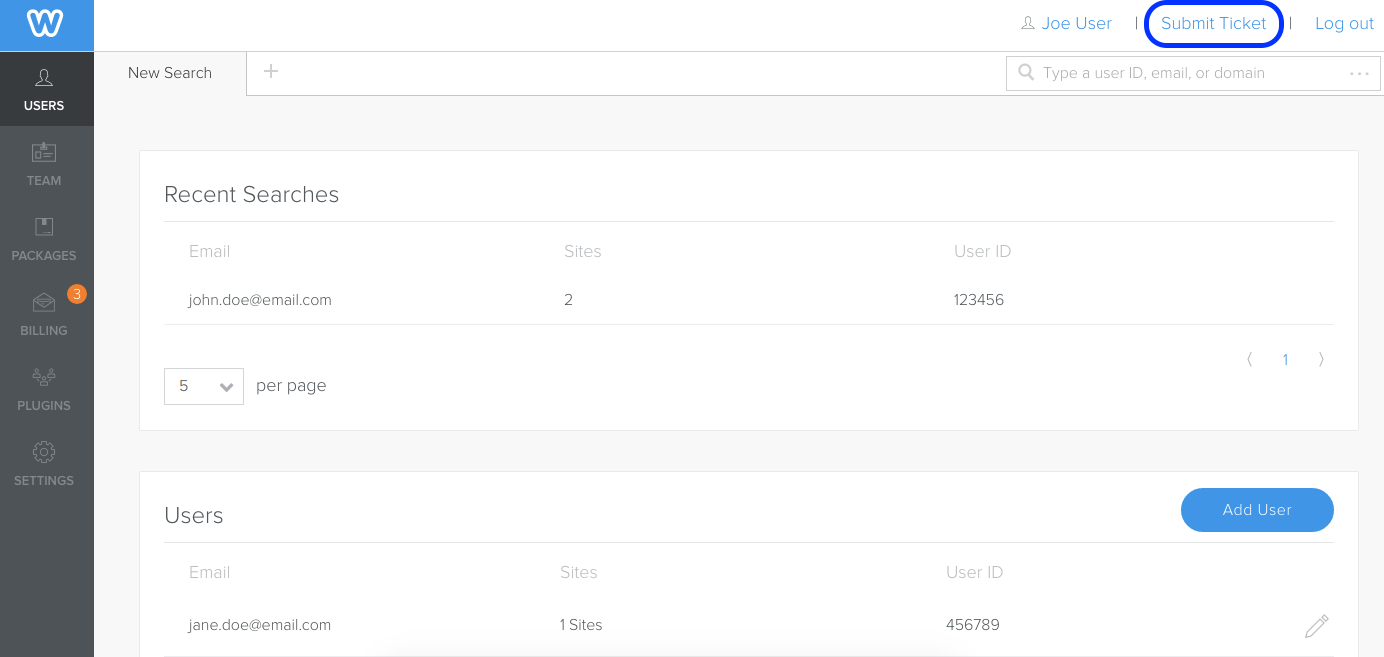 Joe User | Submit Ticket | Log out
New Search
Type a user ID, email, or domain
USERS
TEAM
PACKAGES
3
BILLING
PLUGINS
SETTINGS
Recent Searches
Email Sites User ID
john.doe@email.com 2 123456
1
5 per page
Users
Add User
Email Sites User ID
jane.doe@email.com 1 Sites 456789